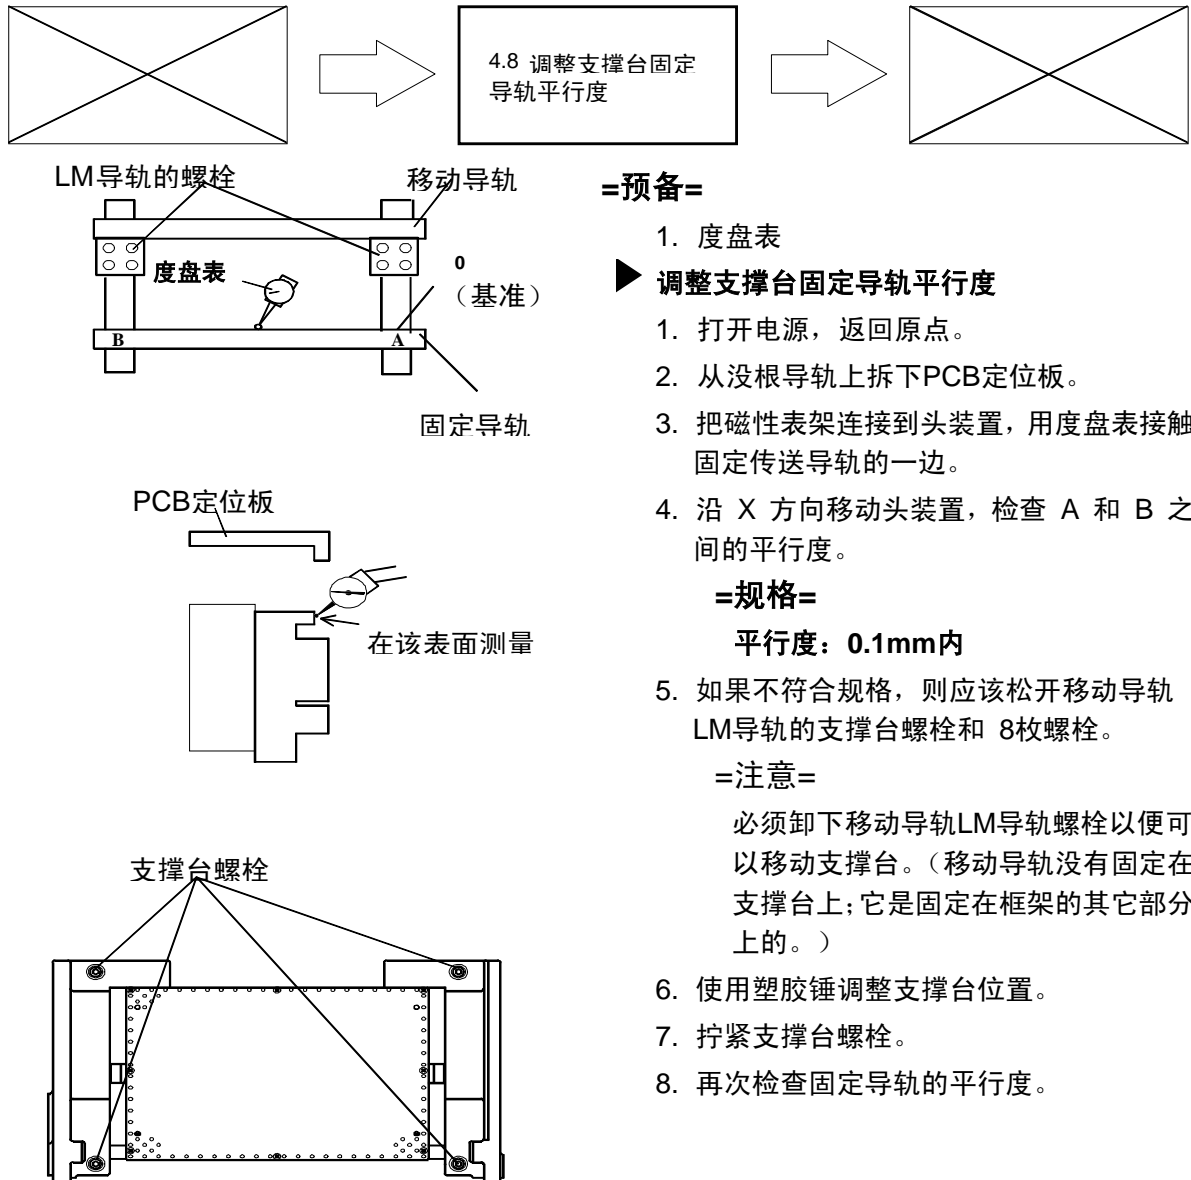 4.8 调整支撑台固定
导轨平行度
LM导轨的螺栓
移动导轨
度盘表
0
（基准）
B
A
固定导轨
PCB定位板
在该表面测量
支撑台螺栓
=预备=
1. 度盘表
调整支撑台固定导轨平行度
1. 打开电源，返回原点。
2. 从没根导轨上拆下PCB定位板。
3. 把磁性表架连接到头装置，用度盘表接触
固定传送导轨的一边。
4. 沿 X 方向移动头装置，检查 A 和 B 之
间的平行度。
=规格=
平行度：0.1mm内
5. 如果不符合规格，则应该松开移动导轨
LM导轨的支撑台螺栓和 8枚螺栓。
=注意=
必须卸下移动导轨LM导轨螺栓以便可
以移动支撑台。（移动导轨没有固定在
支撑台上；它是固定在框架的其它部分
上的。）
6. 使用塑胶锤调整支撑台位置。
7. 拧紧支撑台螺栓。
8. 再次检查固定导轨的平行度。